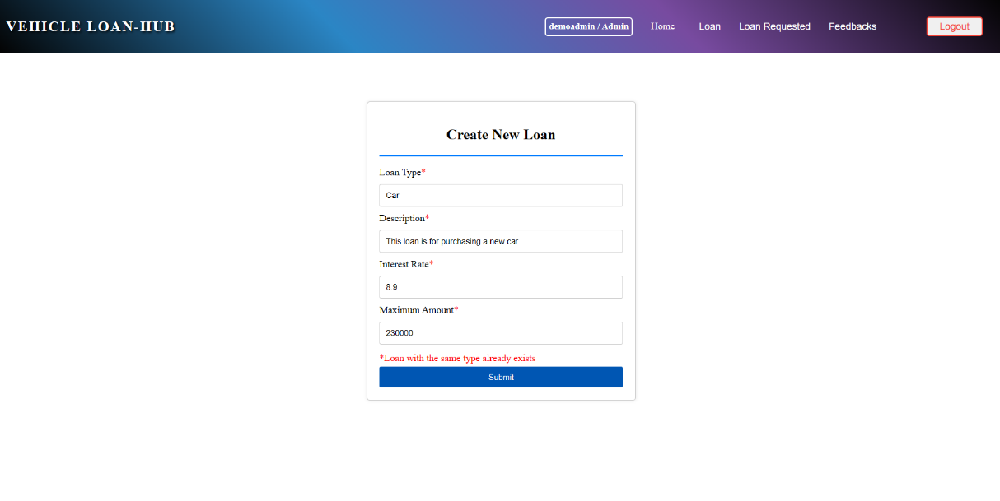 VEHICLE LOAN-HUB
demoadmin / Admin Home Loan Loan Requested Feedbacks Logout
Create New Loan
Loan Type*
Car
Description*
This loan is for purchasing a new car
Interest Rate*
8.9
Maximum Amount*
230000
*Loan with the same type already exists
Submit